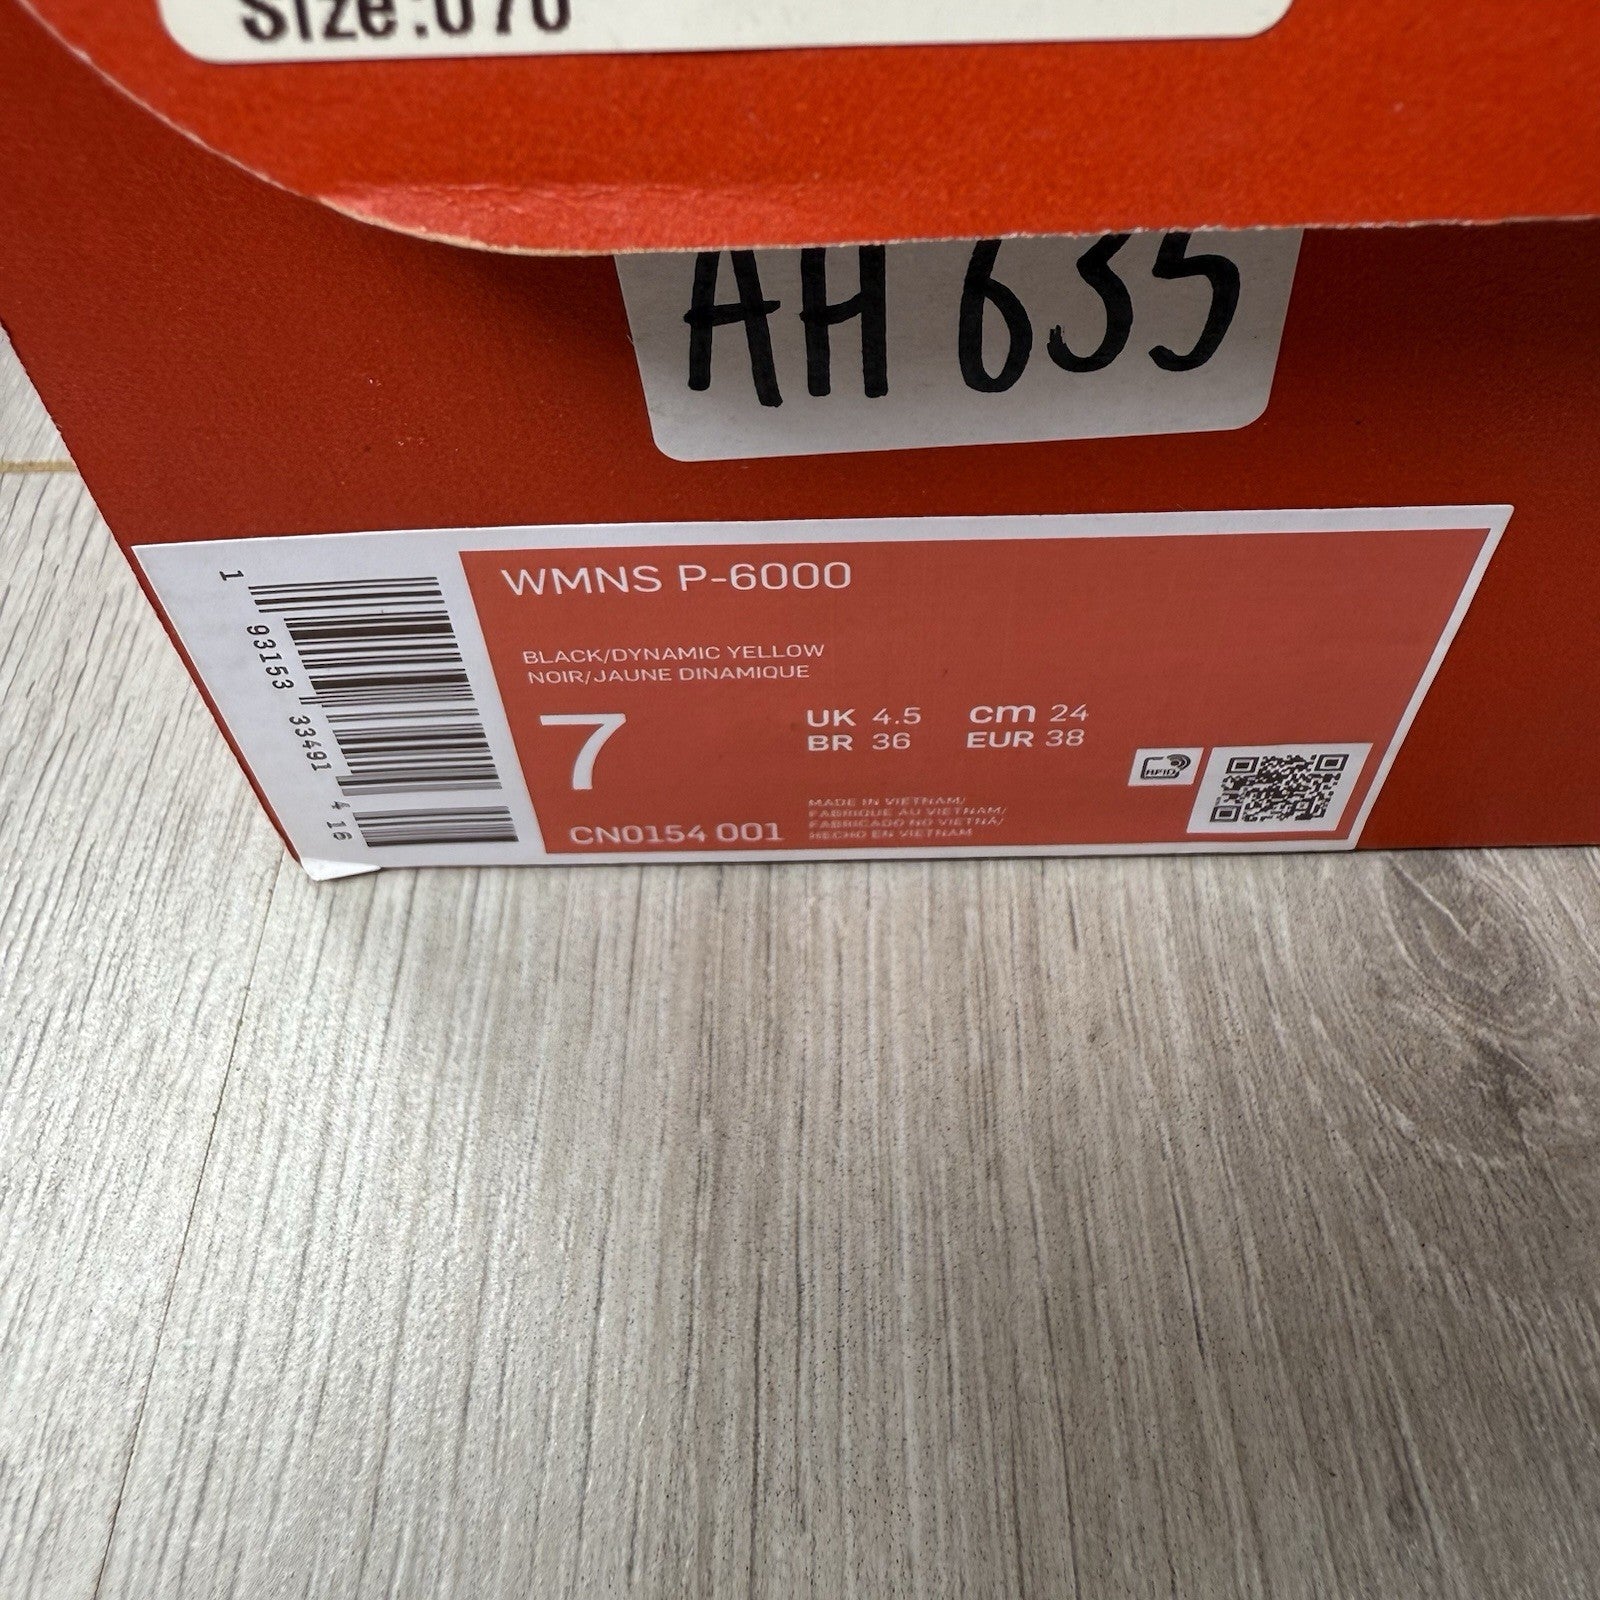 Size:070
AH 635
WMNS P-6000
BLACK/DYNAMIC YELLOW
NOIR/JAUNE DINAMIQUE
7
UK 4.5 cm 24
BR 36 EUR 38
RFID
MADE IN VIETNAM/
FABRIQUE AU VIETNAM/
FABRICADO NO VIETNÃ/
HECHO EN VIETNAM
CN0154 001
1 93153 33491 4 16